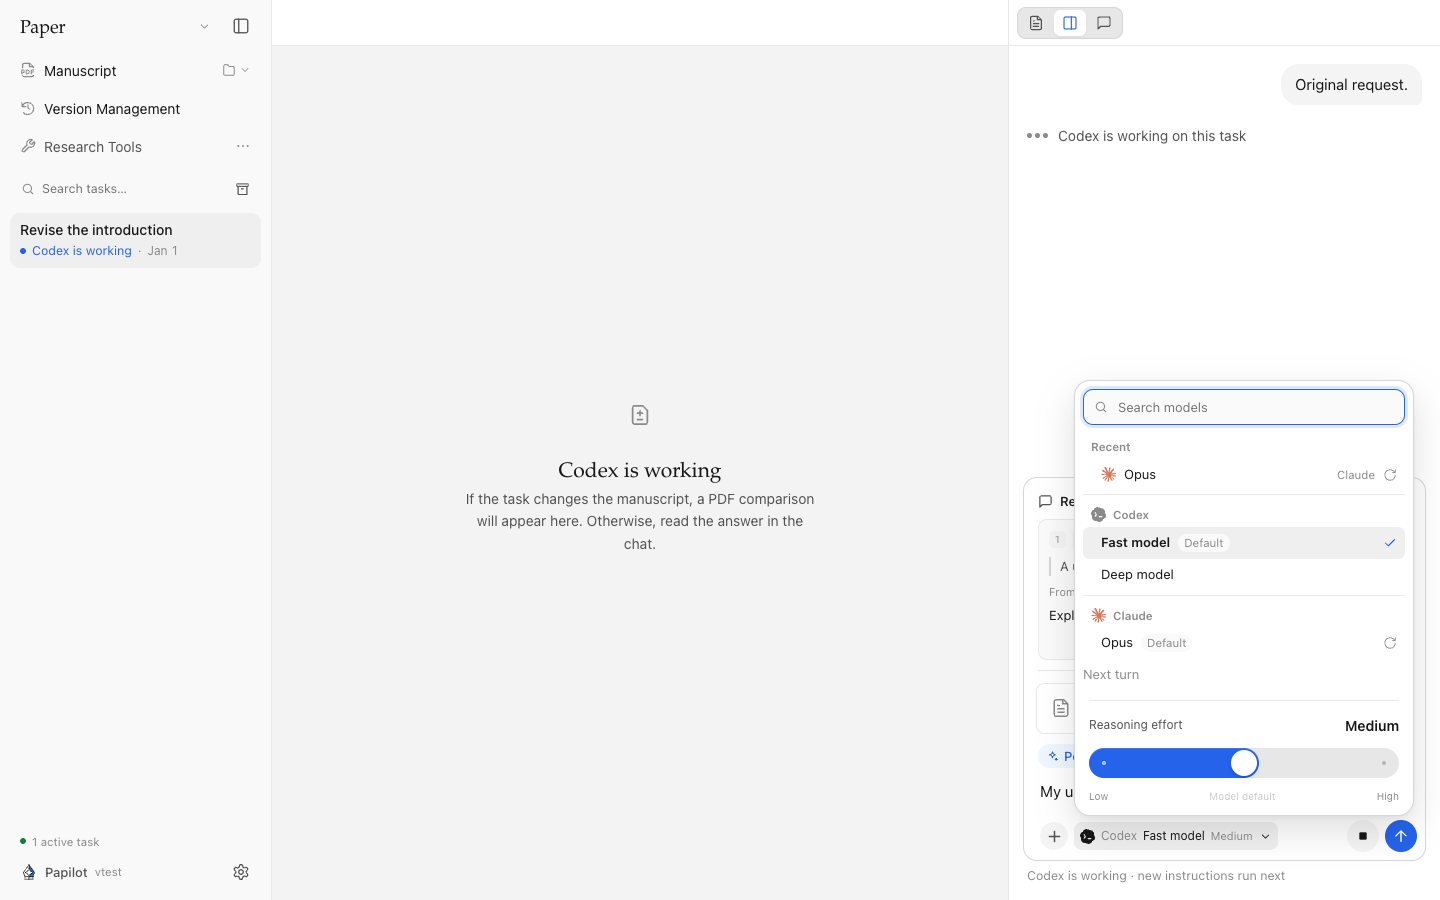 Paper
Manuscript
Version Management
Research Tools
Search tasks...
Revise the introduction
Codex is working · Jan 1
1 active task
Papilot vtest
Codex is working
If the task changes the manuscript, a PDF comparison
will appear here. Otherwise, read the answer in the
chat.
Original request.
Codex is working on this task
Search models
Recent
Opus Claude
Codex
Fast model Default
Deep model
Claude
Opus Default
Next turn
Reasoning effort Medium
Low Model default High
1
From
My
Codex Fast model Medium
Codex is working · new instructions run next